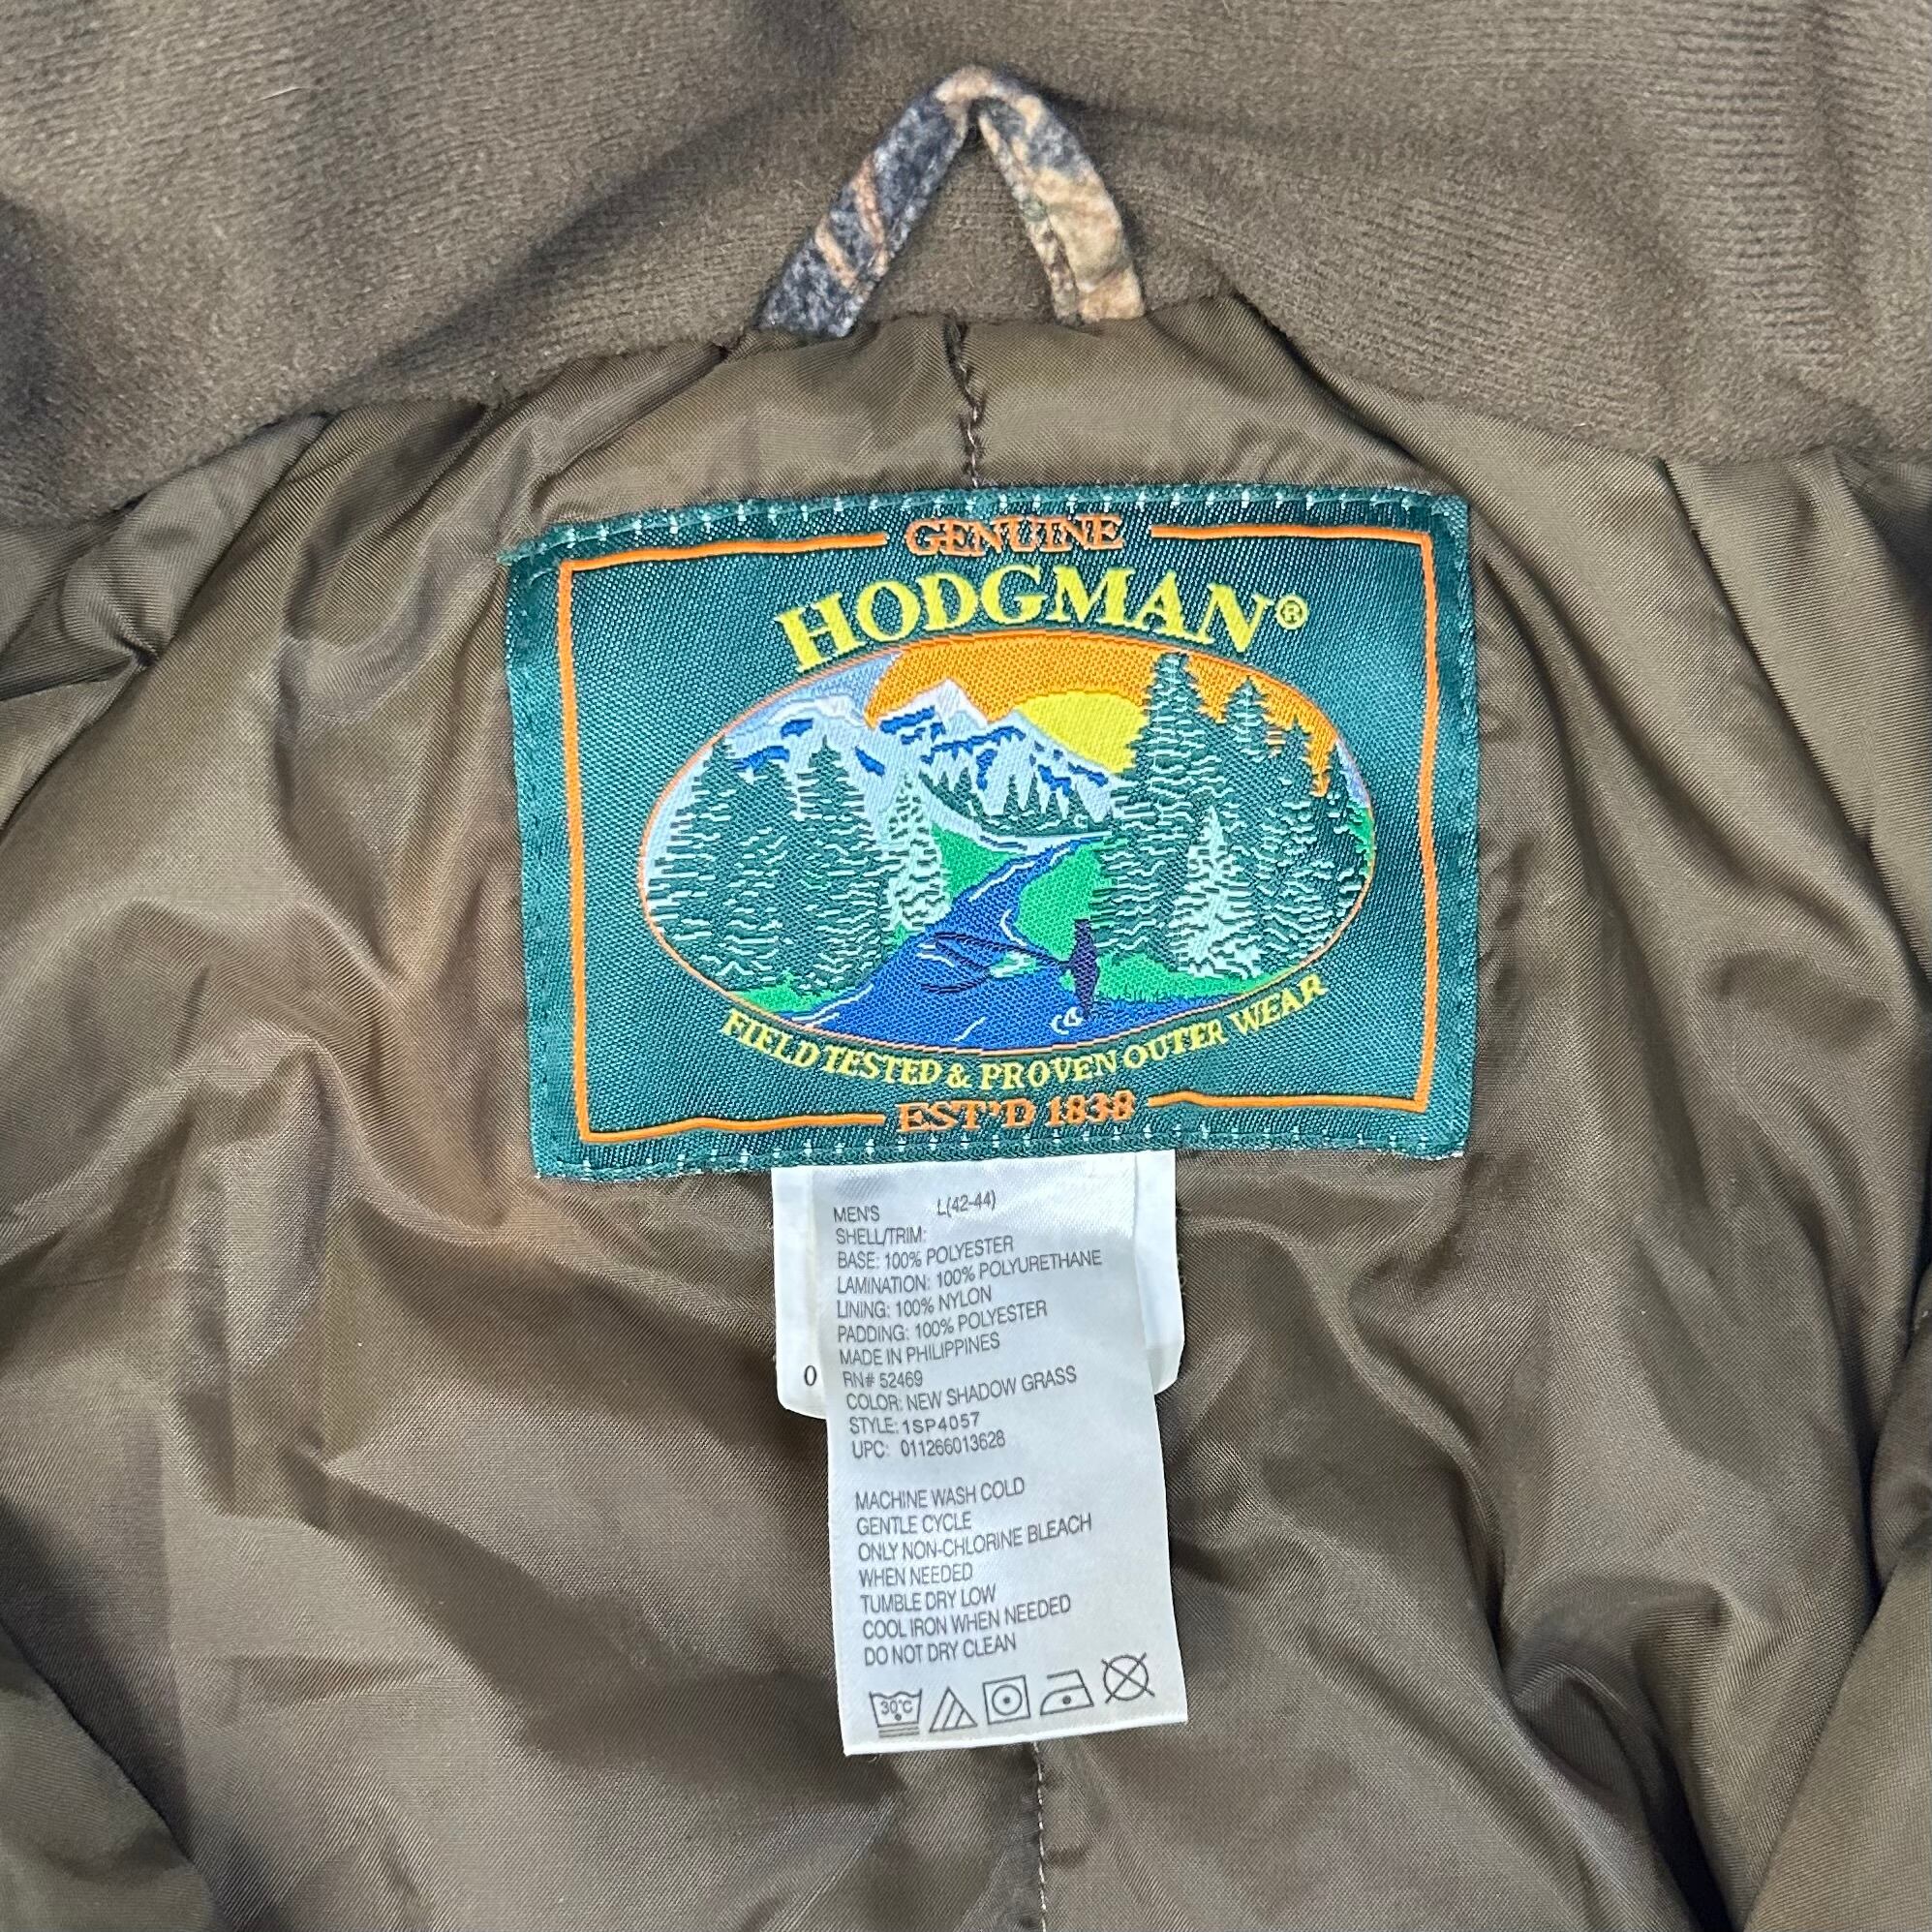 GENUINE
HODGMAN®
FIELD TESTED & PROVEN OUTER WEAR
EST'D 1838
MEN'S L(42-44)
SHELL/TRIM:
BASE: 100% POLYESTER
LAMINATION: 100% POLYURETHANE
LINING: 100% NYLON
PADDING: 100% POLYESTER
MADE IN PHILIPPINES
RN# 52469
COLOR: NEW SHADOW GRASS
STYLE: 1SP4057
UPC: 011266013628
0
MACHINE WASH COLD
GENTLE CYCLE
ONLY NON-CHLORINE BLEACH
WHEN NEEDED
TUMBLE DRY LOW
COOL IRON WHEN NEEDED
DO NOT DRY CLEAN
30°C